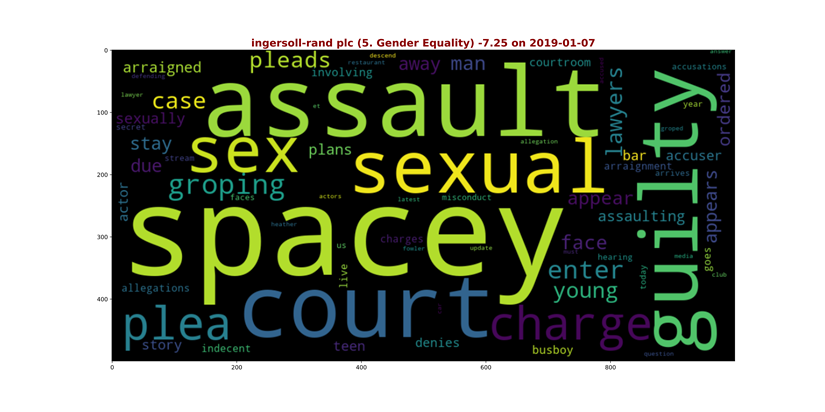 ingersoll-rand plc (5. Gender Equality) -7.25 on 2019-01-07
0
100
200
300
400
0
200
400
600
800
arraigned
pleads
descend
restaurant
involving
away
man
courtroom
accusations
answer
defending
lawyer
case
assault
lawyers
year
ordered
sexually
secret
et
groped
stay
sex
plans
allegation
bar
accuser
due
stream
sexual
arraignment
arrives
groping
guilty
actor
faces
actors
latest
misconduct
appear
assaulting
appears
heather
spacey
us
charges
fowler
update
face
hearing
media
goes
live
enter
today
club
allegations
court
young
plea
charge
story
indecent
teen
denies
busboy
question